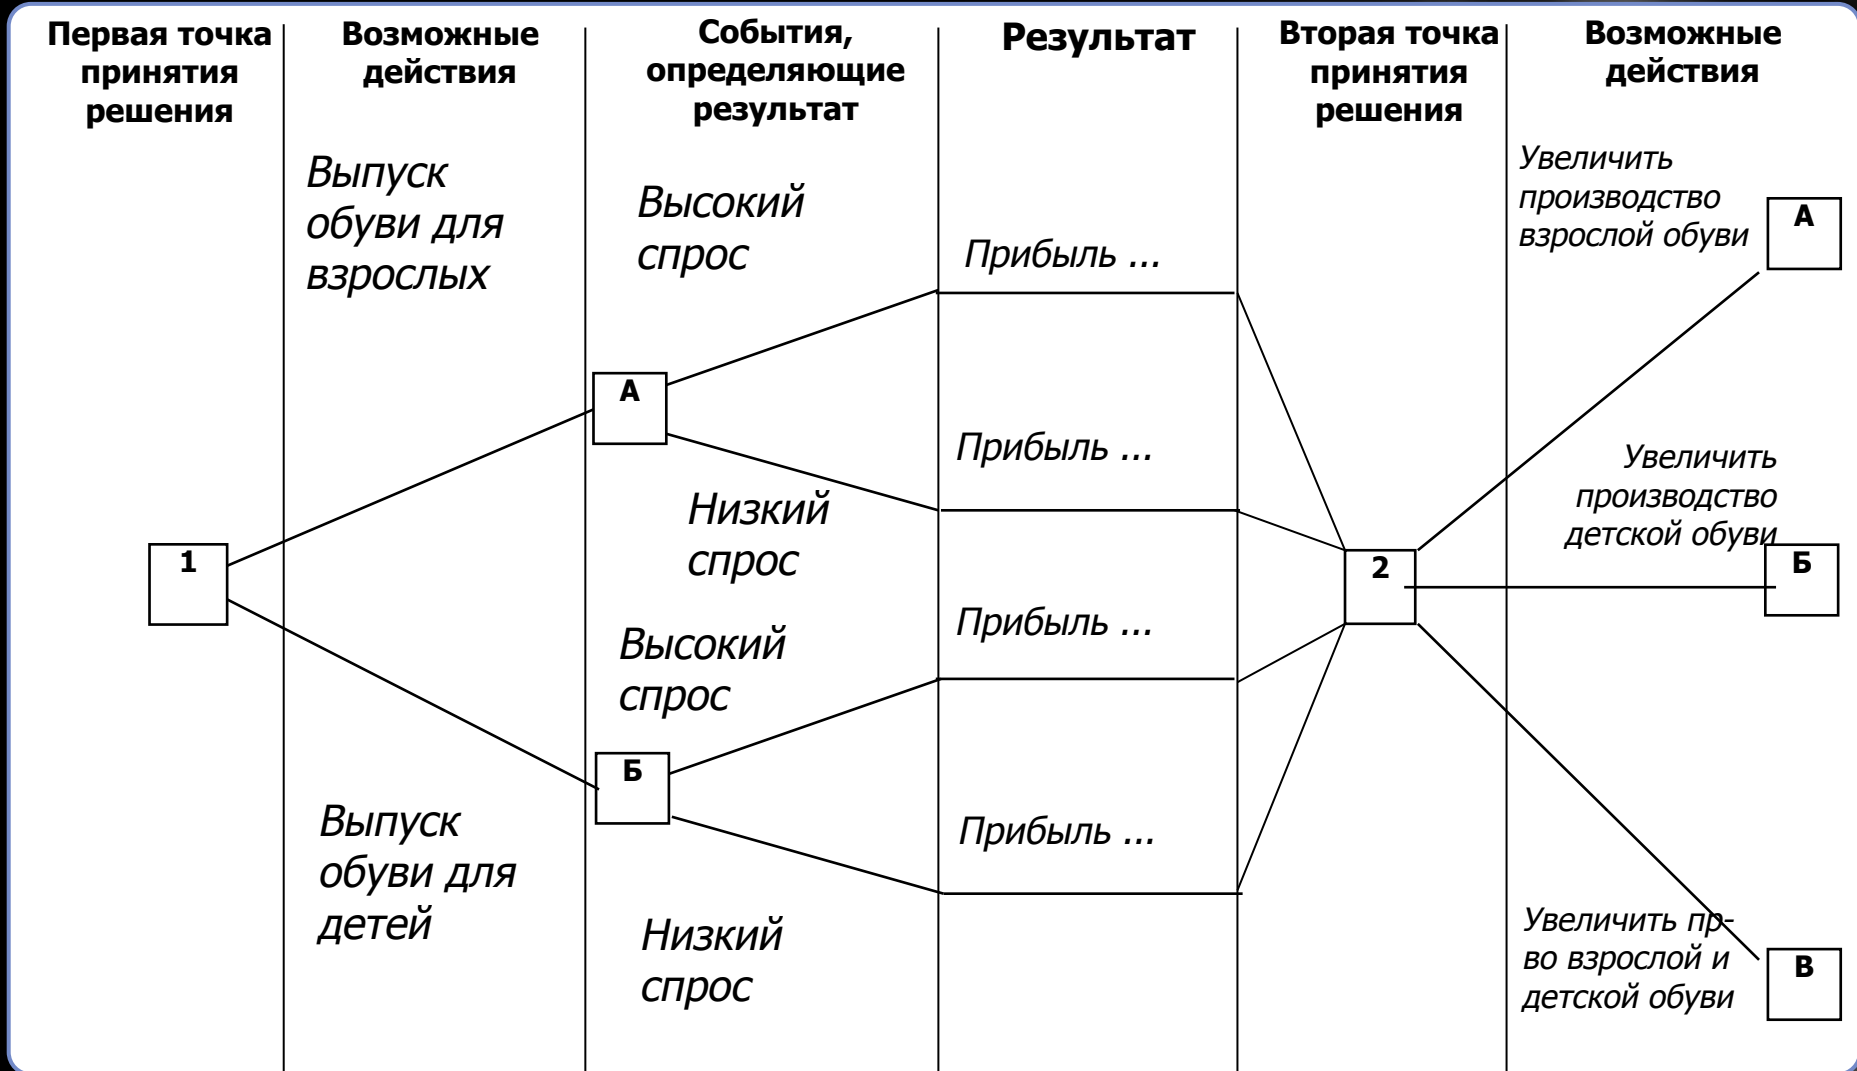 Первая точка
принятия
решения
Возможные
действия
События,
определяющие
результат
Результат
Вторая точка
принятия
решения
Возможные
действия
Выпуск
обуви для
взрослых
Высокий
спрос
Прибыль ...
Увеличить
производство
взрослой обуви
А
А
Прибыль ...
Низкий
спрос
Увеличить
производство
детской обуви
Б
1
2
Высокий
спрос
Прибыль ...
Б
Выпуск
обуви для
детей
Прибыль ...
Низкий
спрос
Увеличить пр-
во взрослой и
детской обуви
В